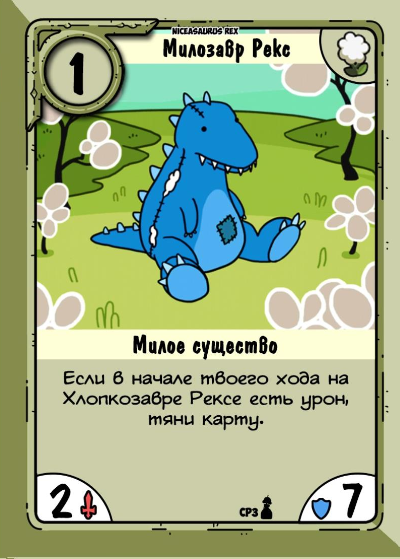 NICEASAURUS REX
Милозавр Рекс
1
Милое существо
Если в начале твоего хода на
Хлопкозавре Рексе есть урон,
тяни карту.
2
СР3
7